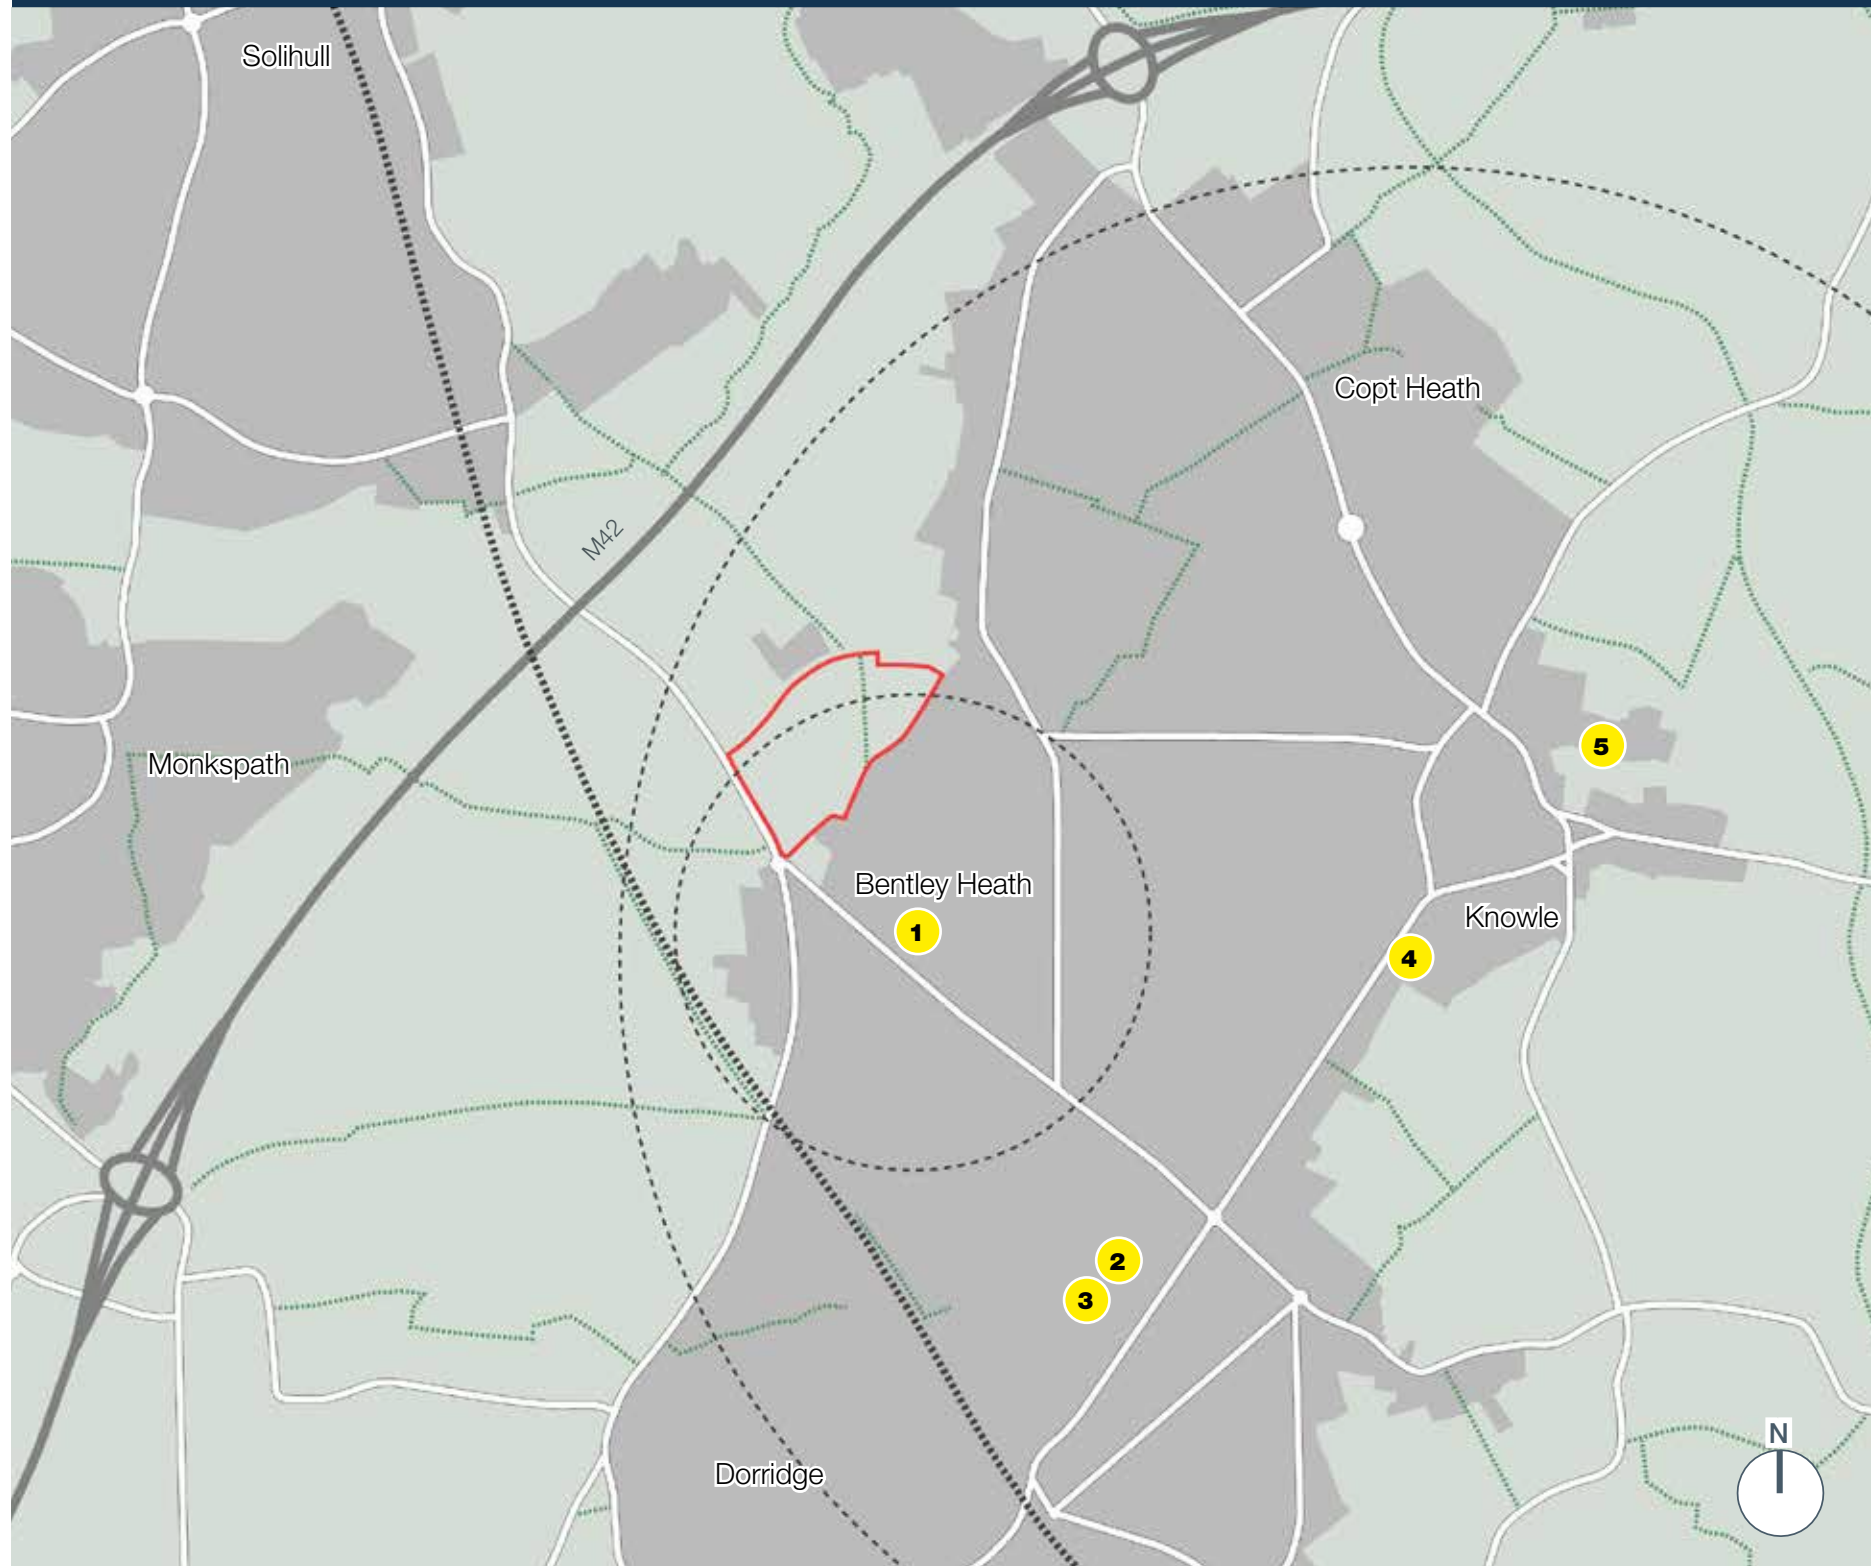 Solihull
Copt Heath
M42
5
Monkspath
Bentley Heath
1
Knowle
4
2
3
N
Dorridge